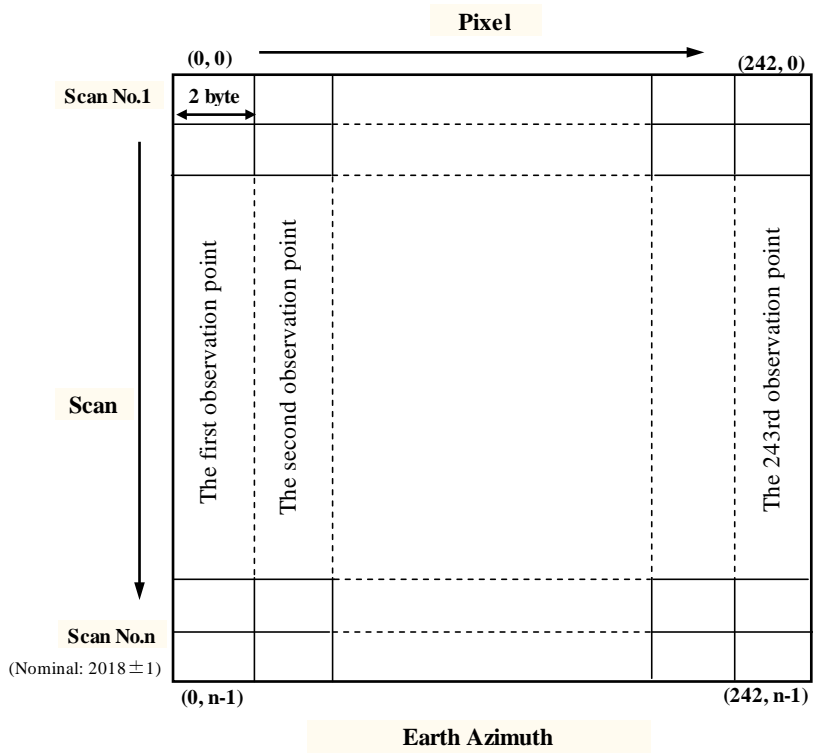 Pixel
(0, 0)
(242, 0)
Scan No.1
2 byte
The first observation point
The second observation point
The 243rd observation point
Scan
Scan No.n
(Nominal: 2018±1)
(0, n-1)
(242, n-1)
Earth Azimuth